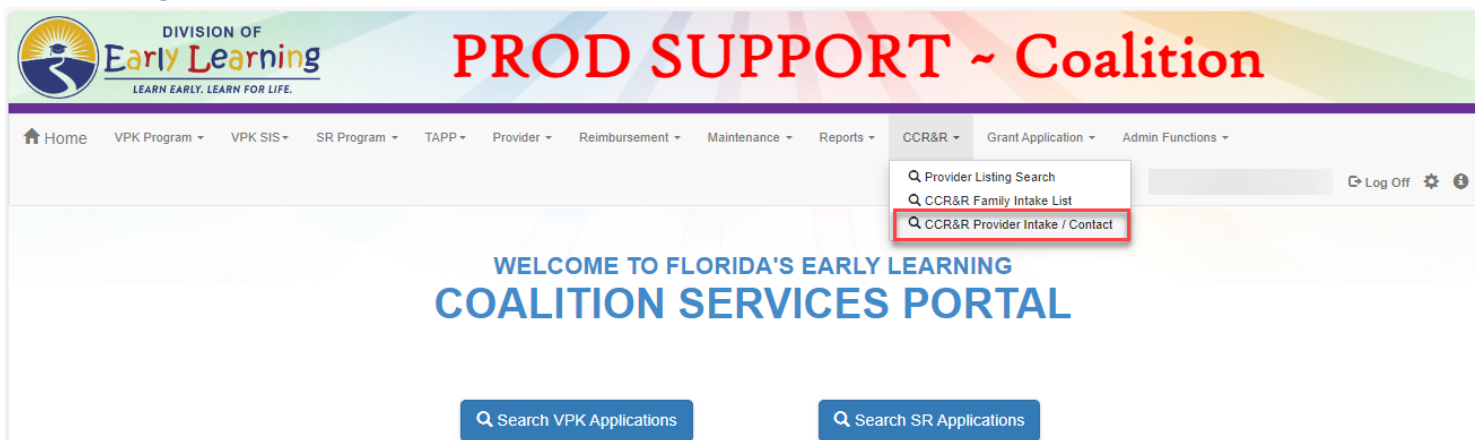 DIVISION OF
Early Learning
LEARN EARLY. LEARN FOR LIFE.
PROD SUPPORT ~ Coalition
Home VPK Program VPK SIS SR Program TAPP Provider Reimbursement Maintenance Reports CCR&R Grant Application Admin Functions
Provider Listing Search
CCR&R Family Intake List
CCR&R Provider Intake / Contact
Log Off
WELCOME TO FLORIDA'S EARLY LEARNING
COALITION SERVICES PORTAL
Search VPK Applications Search SR Applications